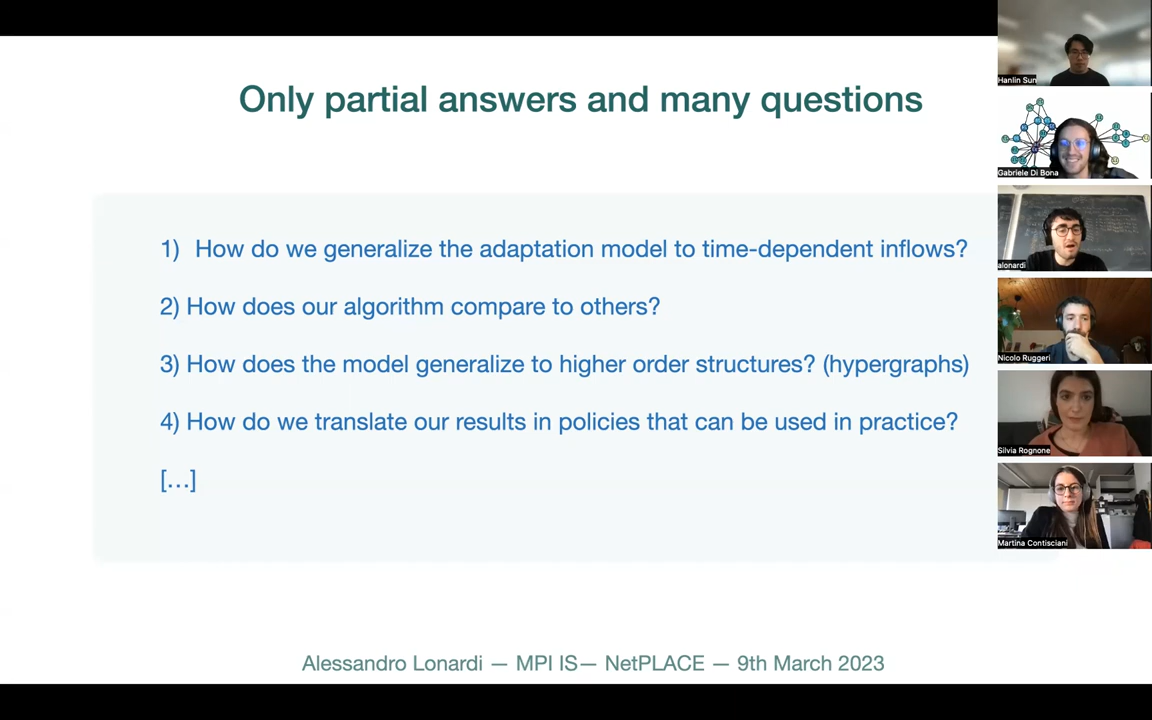 Only partial answers and many questions
1) How do we generalize the adaptation model to time-dependent inflows?
2) How does our algorithm compare to others?
3) How does the model generalize to higher order structures? (hypergraphs)
4) How do we translate our results in policies that can be used in practice?
[...]
Alessandro Lonardi — MPI IS— NetPLACE — 9th March 2023
Hanlin Sun
Gabriele Di Bona
alonardi
Nicolo Ruggeri
Silvia Rognone
Martina Contisciani